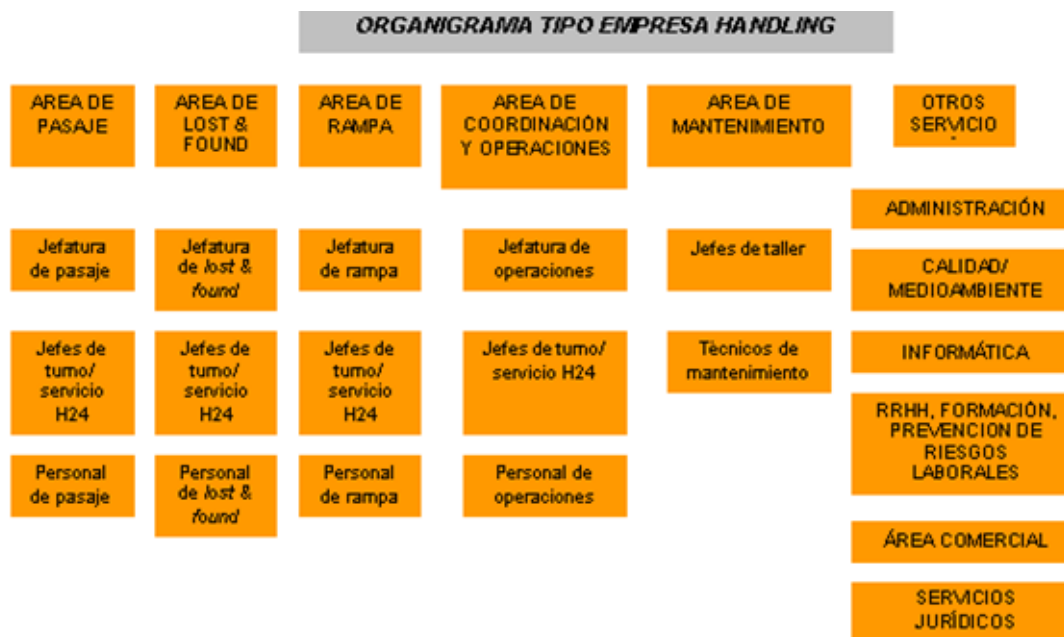 ORGANIGRAMA TIPO EMPRESA HANDLING
AREA DE
PASAJE
AREA DE
LOST &
FOUND
AREA DE
RAMPA
AREA DE
COORDINACIÓN
Y OPERACIONES
AREA DE
MANTENIMIENTO
OTROS
SERVICIO
Jefatura
de pasaje
Jefatura
de lost &
found
Jefatura
de rampa
Jefatura de
operaciones
Jefes de taller
Jefes de
turno/
servicio
H24
Jefes de
turno/
servicio
H24
Jefes de
turno/
servicio
H24
Jefes de turno/
servicio H24
Tècnicos de
mantenimiento
Personal
de pasaje
Personal
de lost &
found
Personal
de rampa
Personal de
operaciones
ADMINISTRACIÓN
CALIDAD/
MEDIOAMBIENTE
INFORMÁTICA
RRHH, FORMACIÓN,
PREVENCION DE
RIESGOS
LABORALES
ÁREA COMERCIAL
SERVICIOS
JURÍDICOS